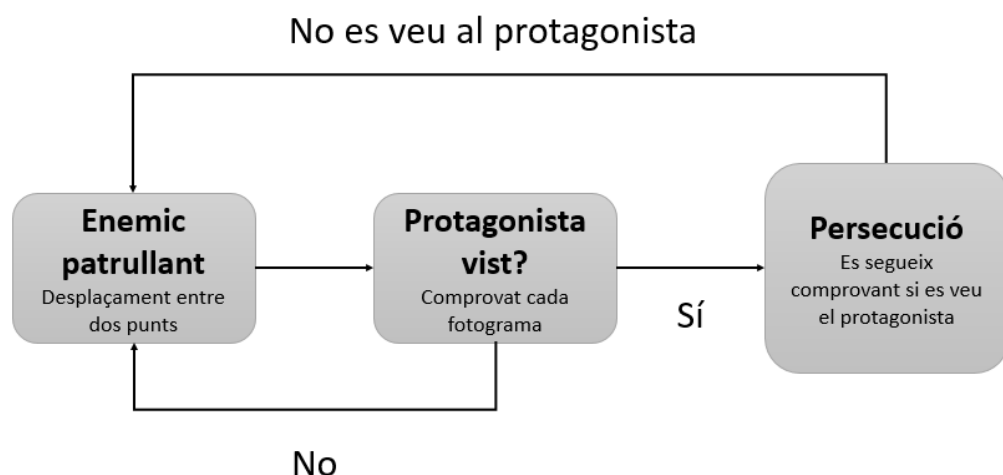 No es veu al protagonista
Enemic
patrullant
Desplaçament entre
dos punts
Protagonista
vist?
Comprovat cada
fotograma
Sí
Persecució
Es segueix
comprovant si es veu
el protagonista
No